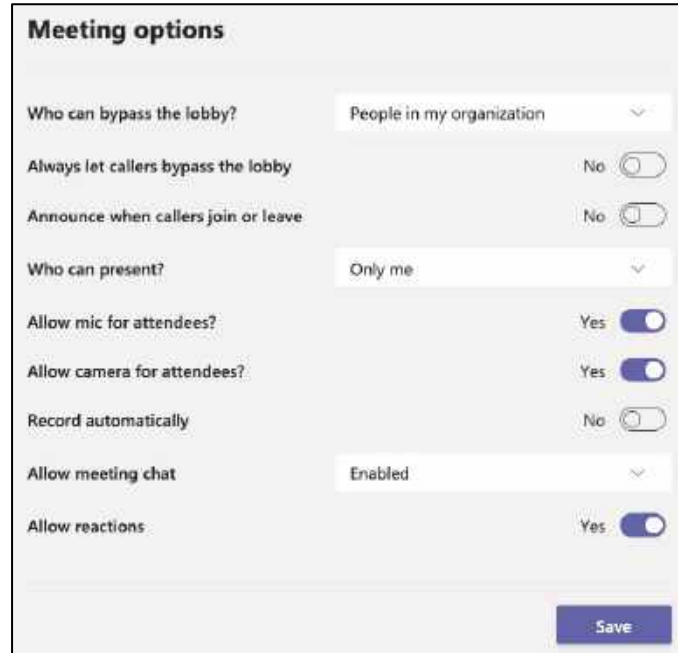 Meeting options
Who can bypass the lobby? People in my organization
Always let callers bypass the lobby No
Announce when callers join or leave No
Who can present? Only me
Allow mic for attendees? Yes
Allow camera for attendees? Yes
Record automatically No
Allow meeting chat Enabled
Allow reactions Yes
Save